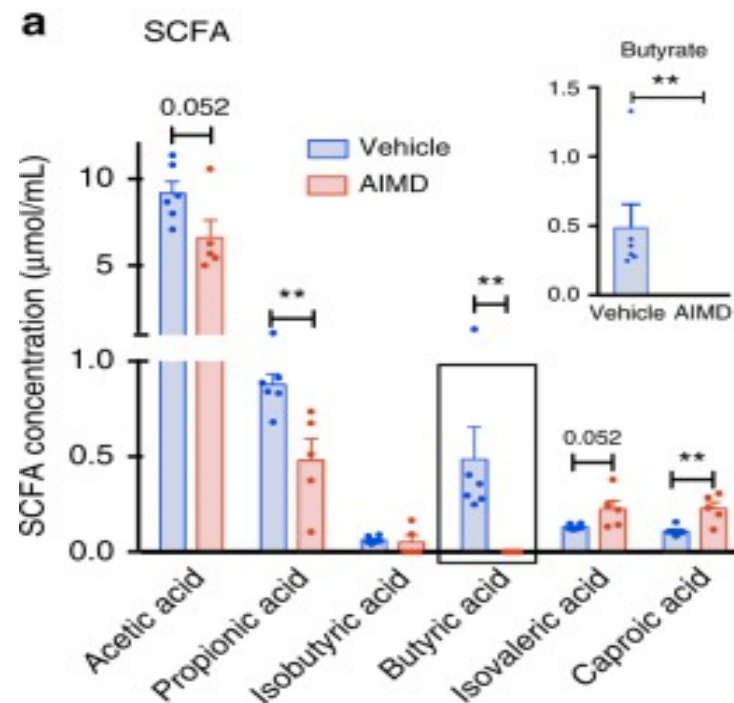 a
SCFA
SCFA concentration (μmol/mL)
10
5
1.0
0.5
0.0
0.052
**
**
0.052
**
Vehicle
AIMD
Acetic acid
Propionic acid
Isobutyric acid
Butyric acid
Isovaleric acid
Caproic acid
Butyrate
**
1.5
1.0
0.5
0.0
Vehicle AIMD